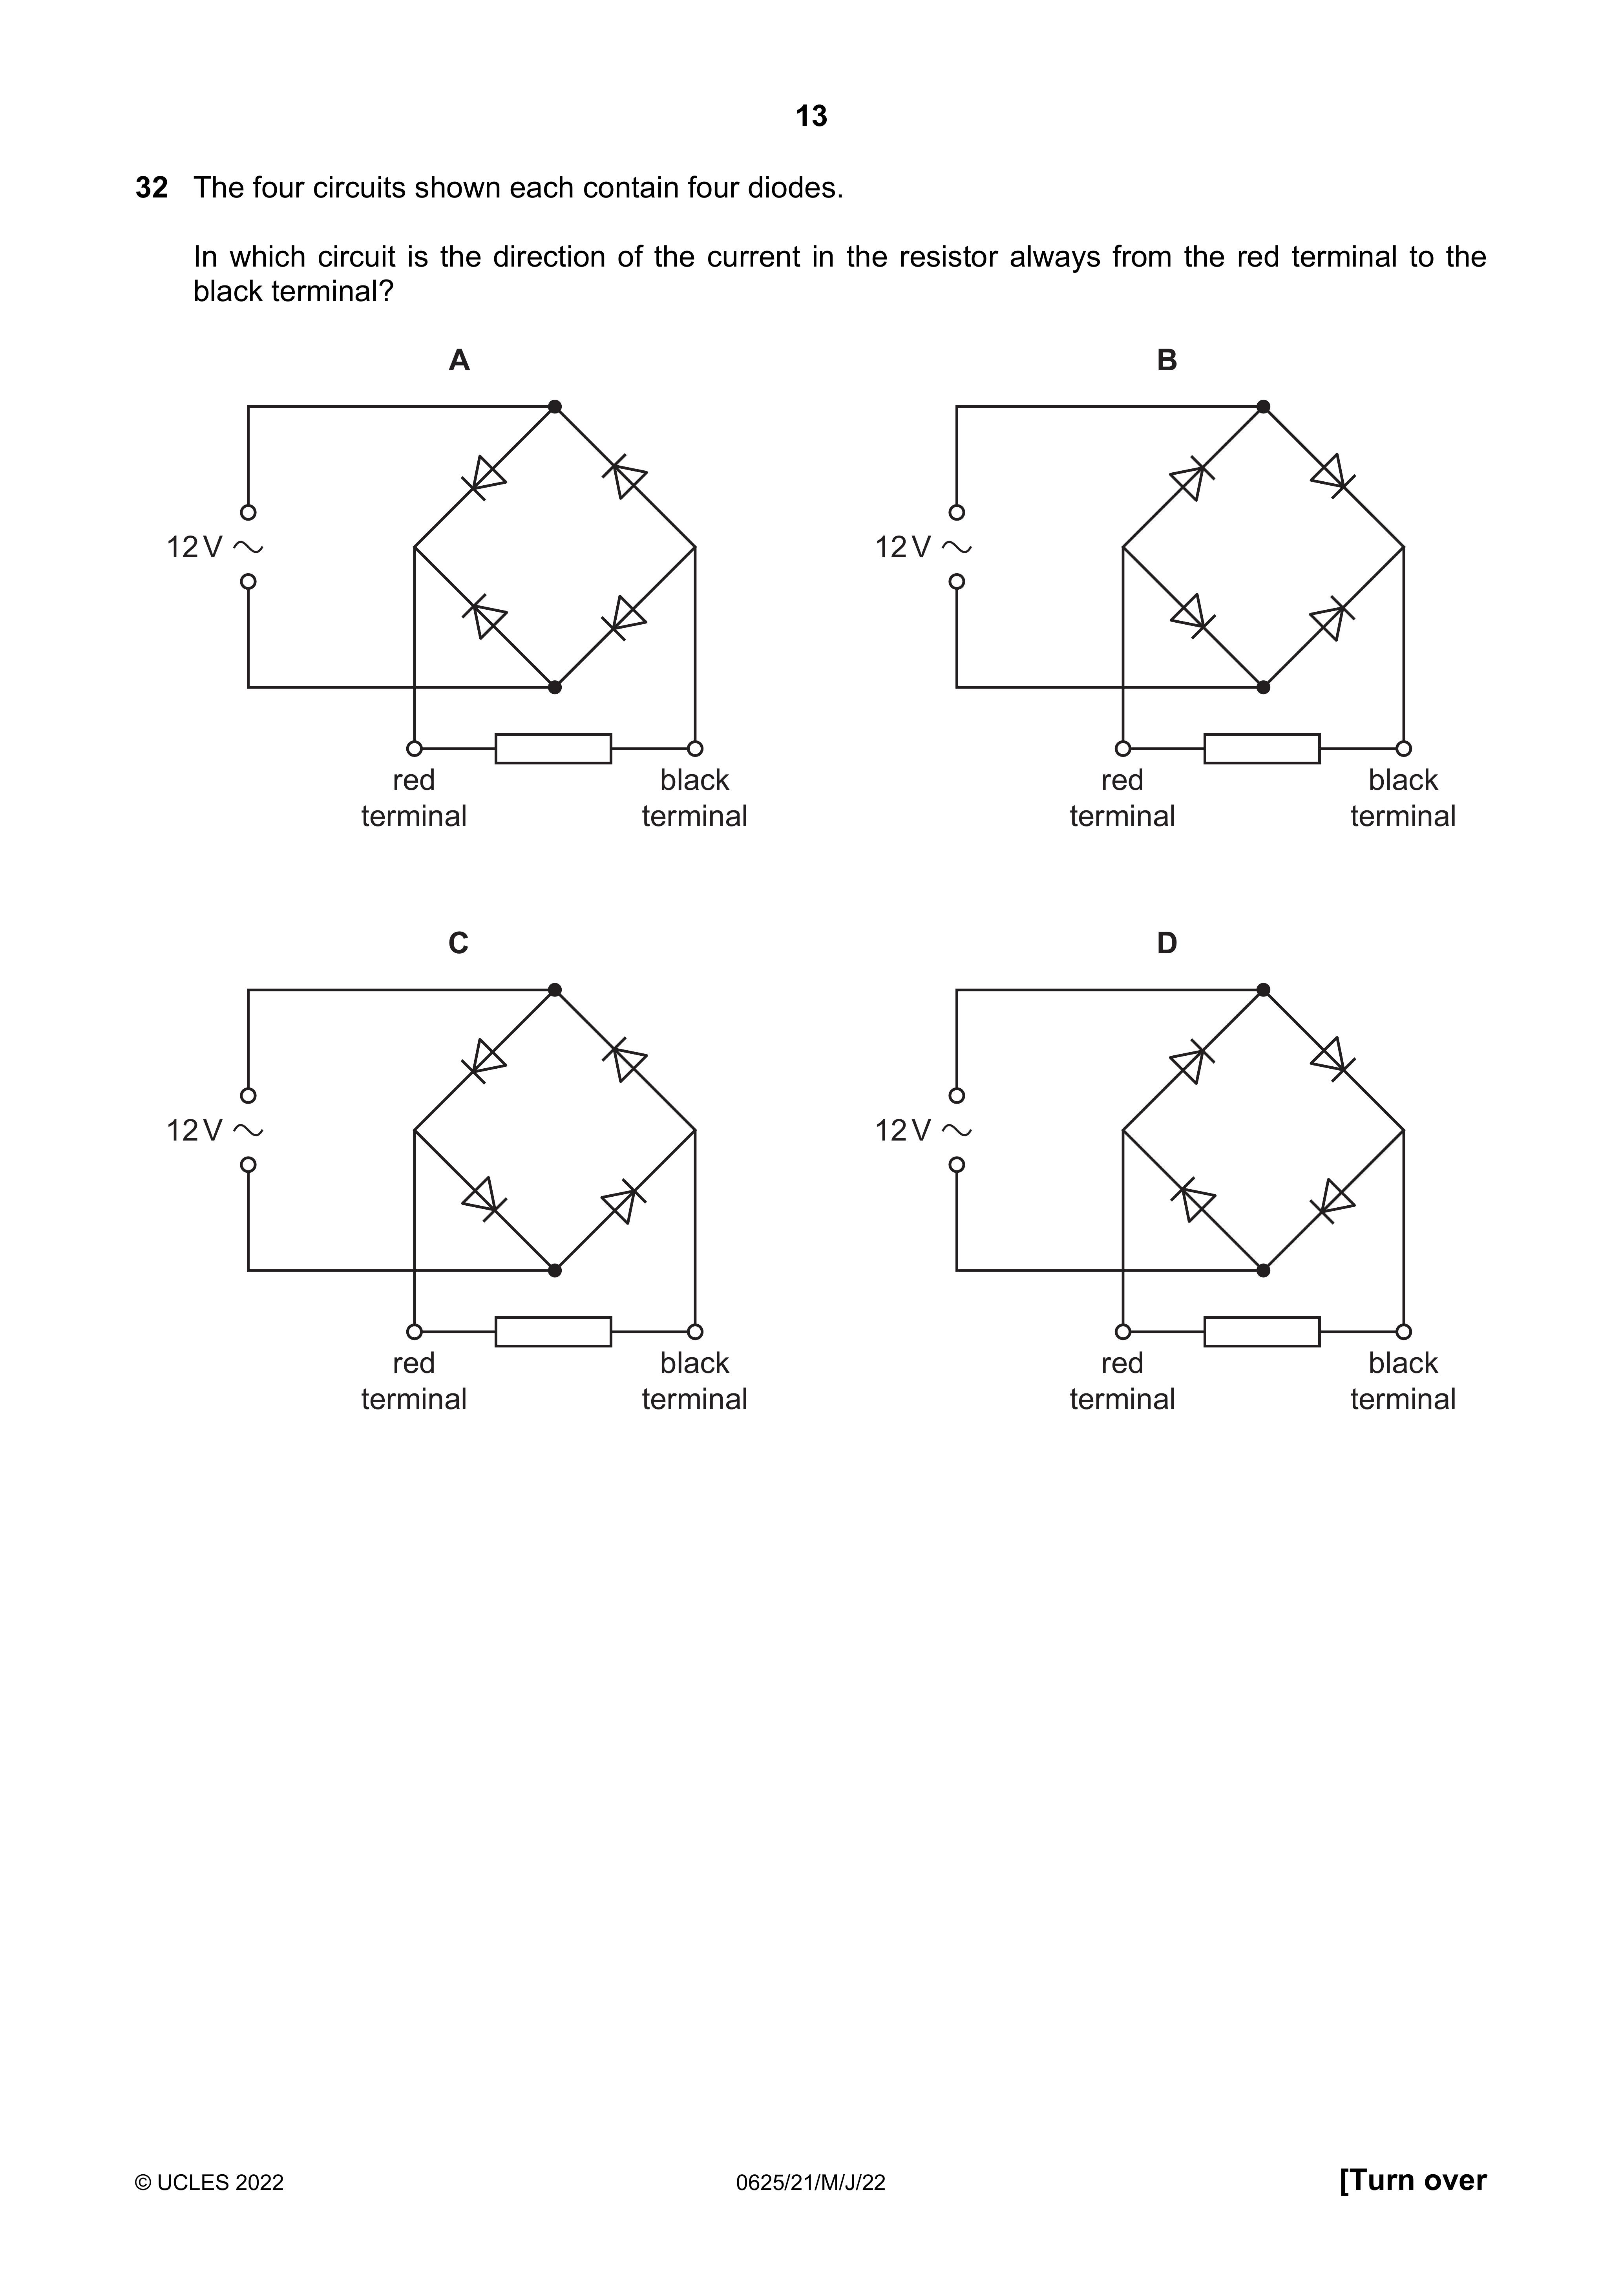 13
32 The four circuits shown each contain four diodes.
In which circuit is the direction of the current in the resistor always from the red terminal to the
black terminal?
A
B
12 V
12 V
red
terminal
black
terminal
red
terminal
black
terminal
C
D
12 V
12 V
red
terminal
black
terminal
red
terminal
black
terminal
© UCLES 2022
0625/21/M/J/22
[Turn over